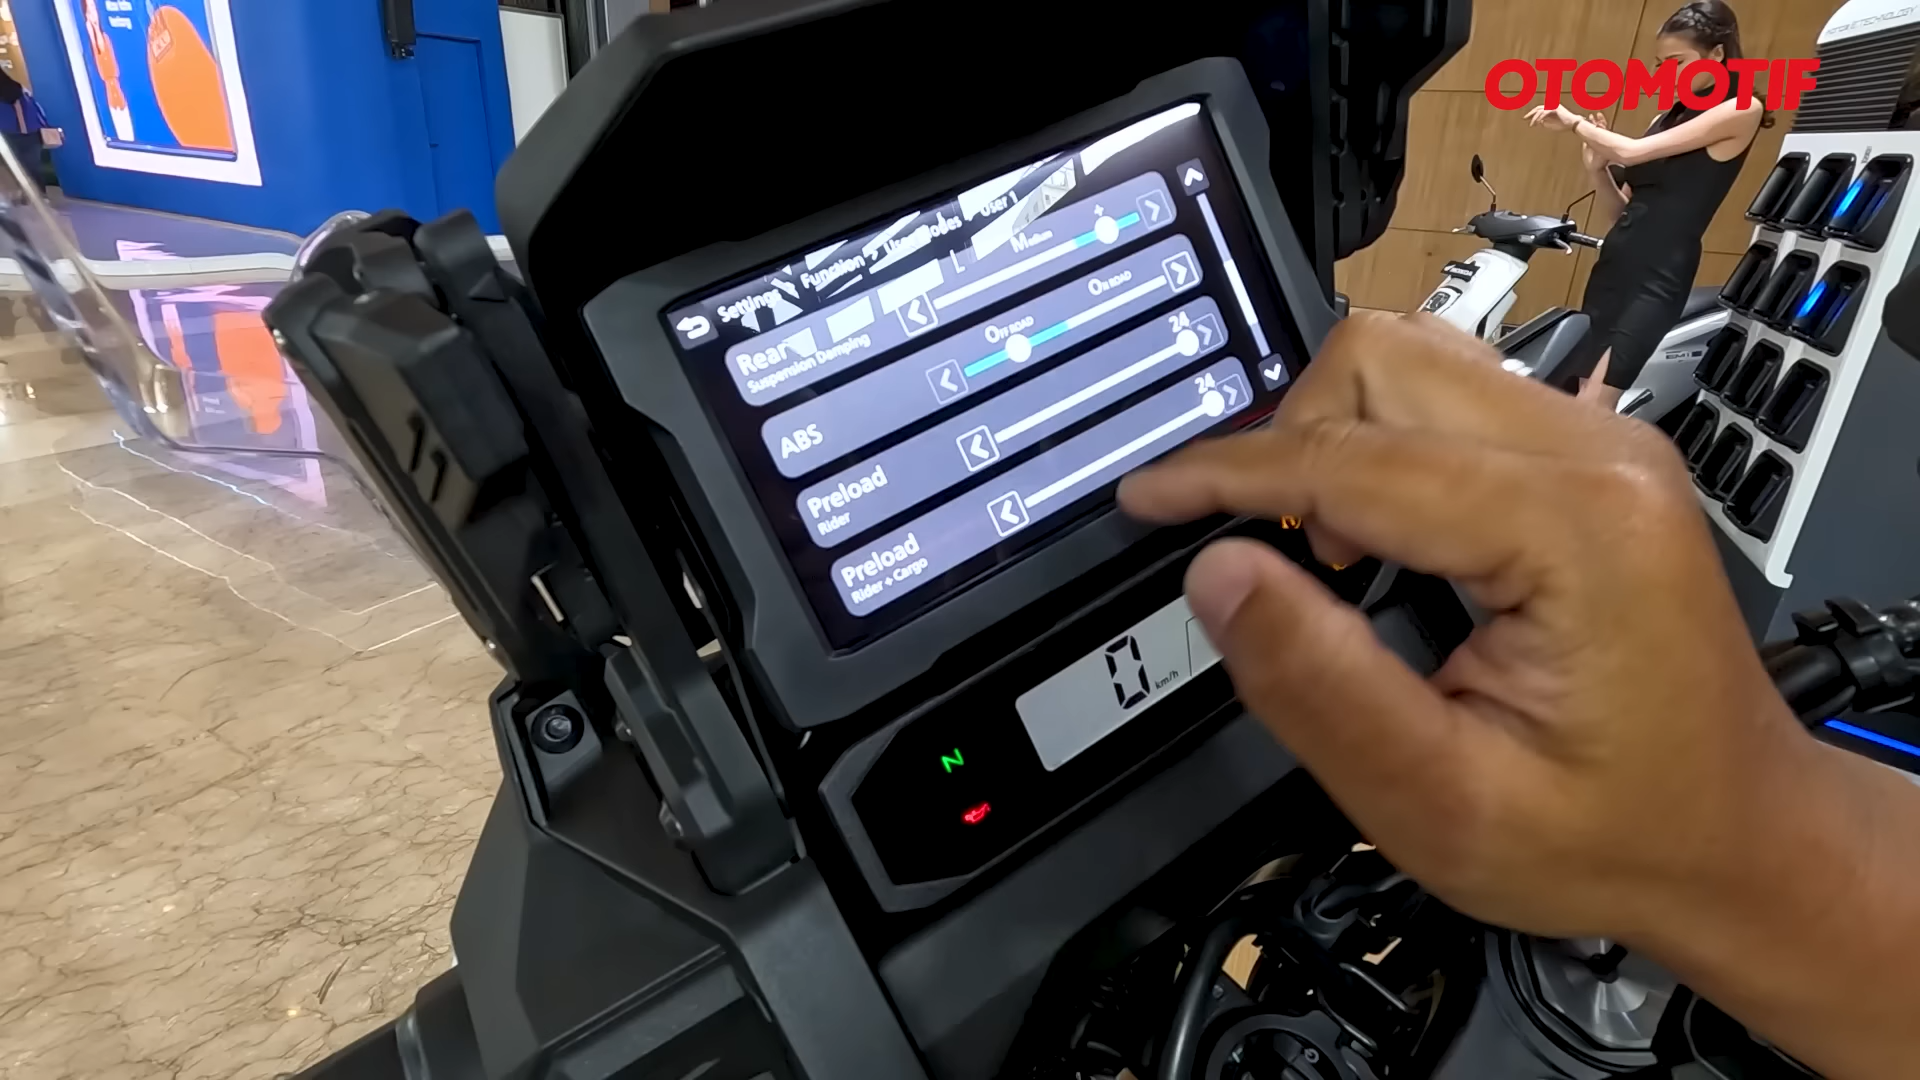 OTOMOTIF
Settings > Function > User Modes > User 1
Rear
Suspension Damping
Medium
+
ABS
OFF ROAD
ON ROAD
Preload
Rider
24
Preload
Rider + Cargo
24
0
km/h
N
HONDA